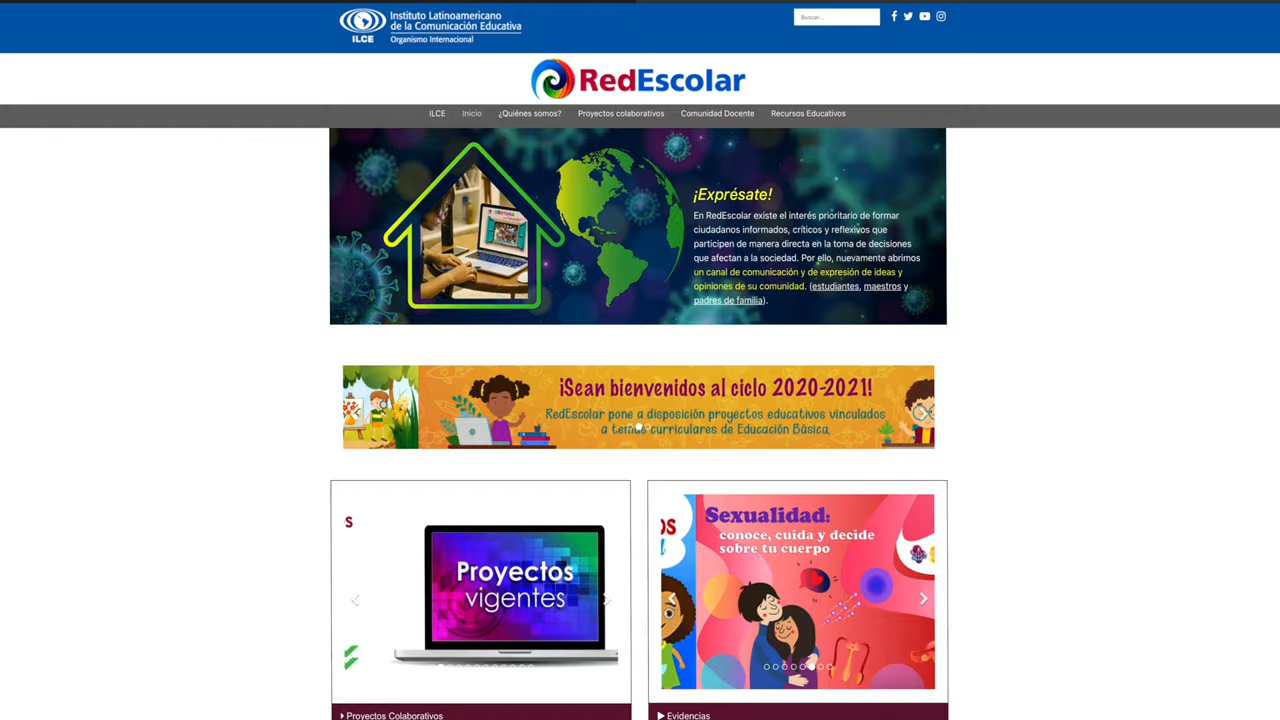 Instituto Latinoamericano
de la Comunicación Educativa
ILCE
Organismo Internacional
Buscar...
RedEscolar
ILCE Inicio ¿Quiénes somos? Proyectos colaborativos Comunidad Docente Recursos Educativos
¡Exprésate!
En RedEscolar existe el interés prioritario de formar
ciudadanos informados, críticos y reflexivos que
participen de manera directa en la toma de decisiones
que afectan a la sociedad. Por ello, nuevamente abrimos
un canal de comunicación y de expresión de ideas y
opiniones de su comunidad. (estudiantes, maestros y
padres de familia).
¡Sean bienvenidos al ciclo 2020-2021!
RedEscolar pone a disposición proyectos educativos vinculados
a temas curriculares de Educación Básica.
S
Proyectos
vigentes
OS
Sexualidad:
conoce, cuida y decide
sobre tu cuerpo
Proyectos Colaborativos
Evidencias